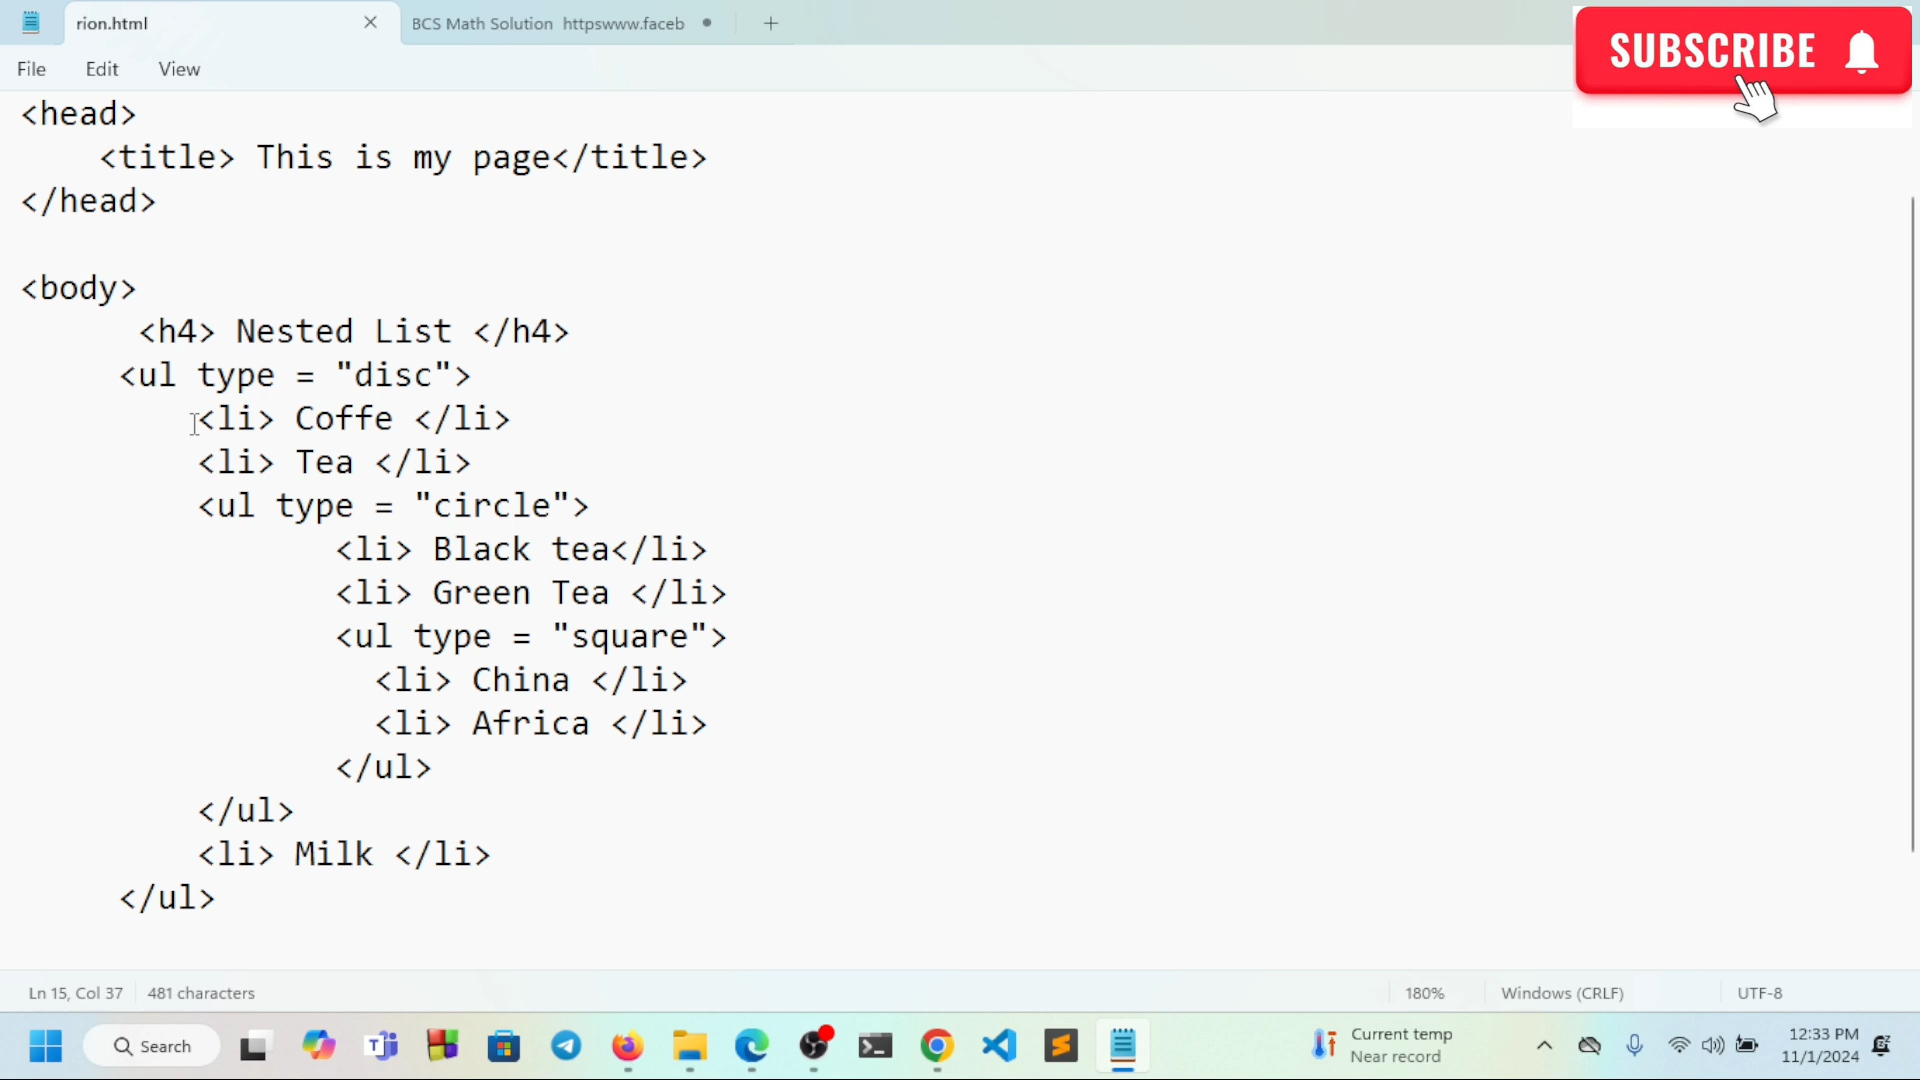 rion.html
BCS Math Solution httpswww.faceb
SUBSCRIBE
File Edit View
<head>
<title> This is my page</title>
</head>
<body>
<h4> Nested List </h4>
<ul type = "disc">
<li> Coffe </li>
<li> Tea </li>
<ul type = "circle">
<li> Black tea</li>
<li> Green Tea </li>
<ul type = "square">
<li> China </li>
<li> Africa </li>
</ul>
</ul>
<li> Milk </li>
</ul>
Ln 15, Col 37 481 characters 180% Windows (CRLF) UTF-8
Search
Current temp
Near record
12:33 PM
11/1/2024